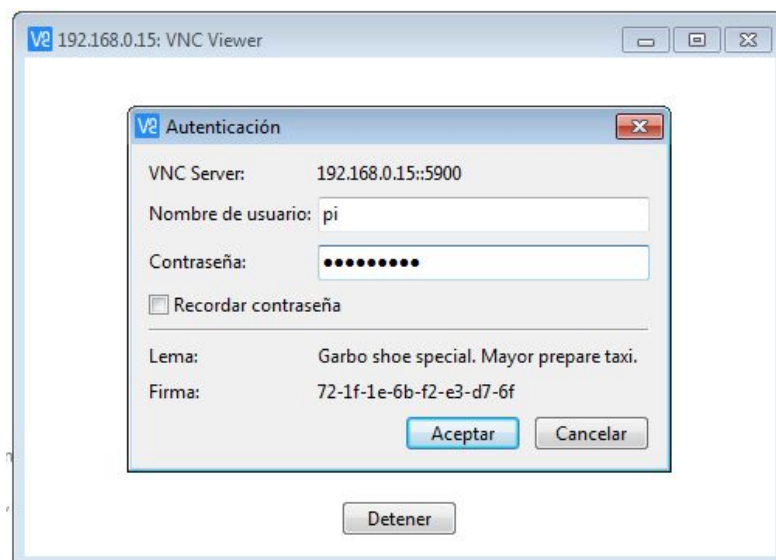 192.168.0.15: VNC Viewer
Autenticación
VNC Server: 192.168.0.15::5900
Nombre de usuario: pi
Contraseña: •••••••••
Recordar contraseña
Lema: Garbo shoe special. Mayor prepare taxi.
Firma: 72-1f-1e-6b-f2-e3-d7-6f
Aceptar Cancelar
Detener